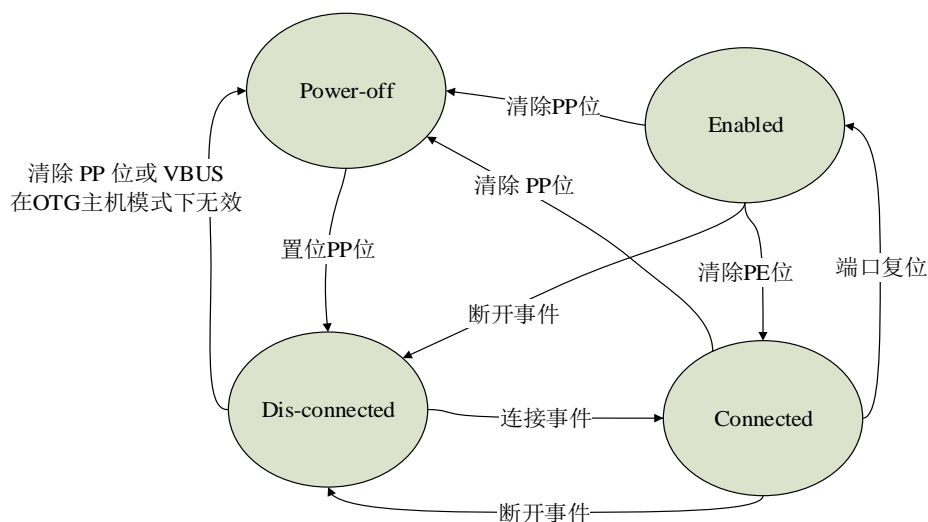 Power-off
Enabled
清除PP位
清除 PP 位或 VBUS
在OTG主机模式下无效
清除 PP位
置位PP位
清除PE位
端口复位
断开事件
Dis-connected
连接事件
Connected
断开事件